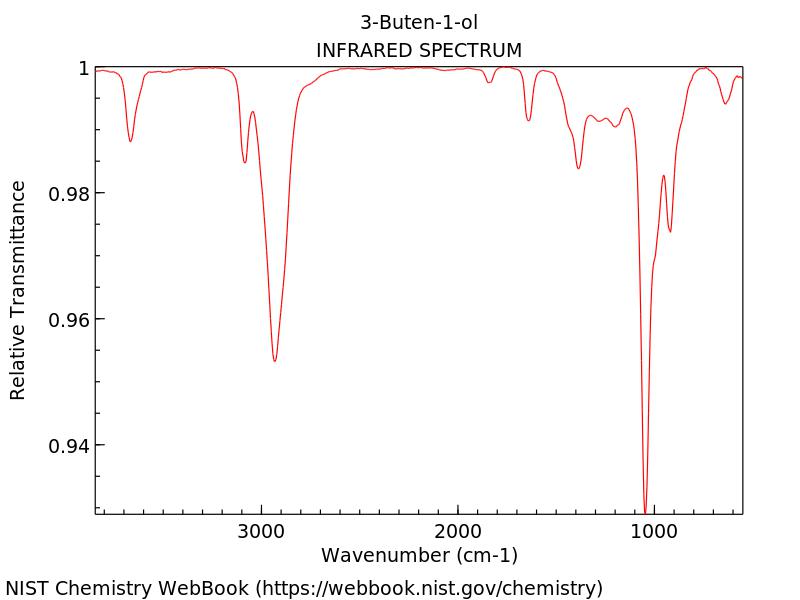 3-Buten-1-ol
INFRARED SPECTRUM
1
0.98
0.96
0.94
Relative Transmittance
3000 2000 1000
Wavenumber (cm-1)
NIST Chemistry WebBook (https://webbook.nist.gov/chemistry)